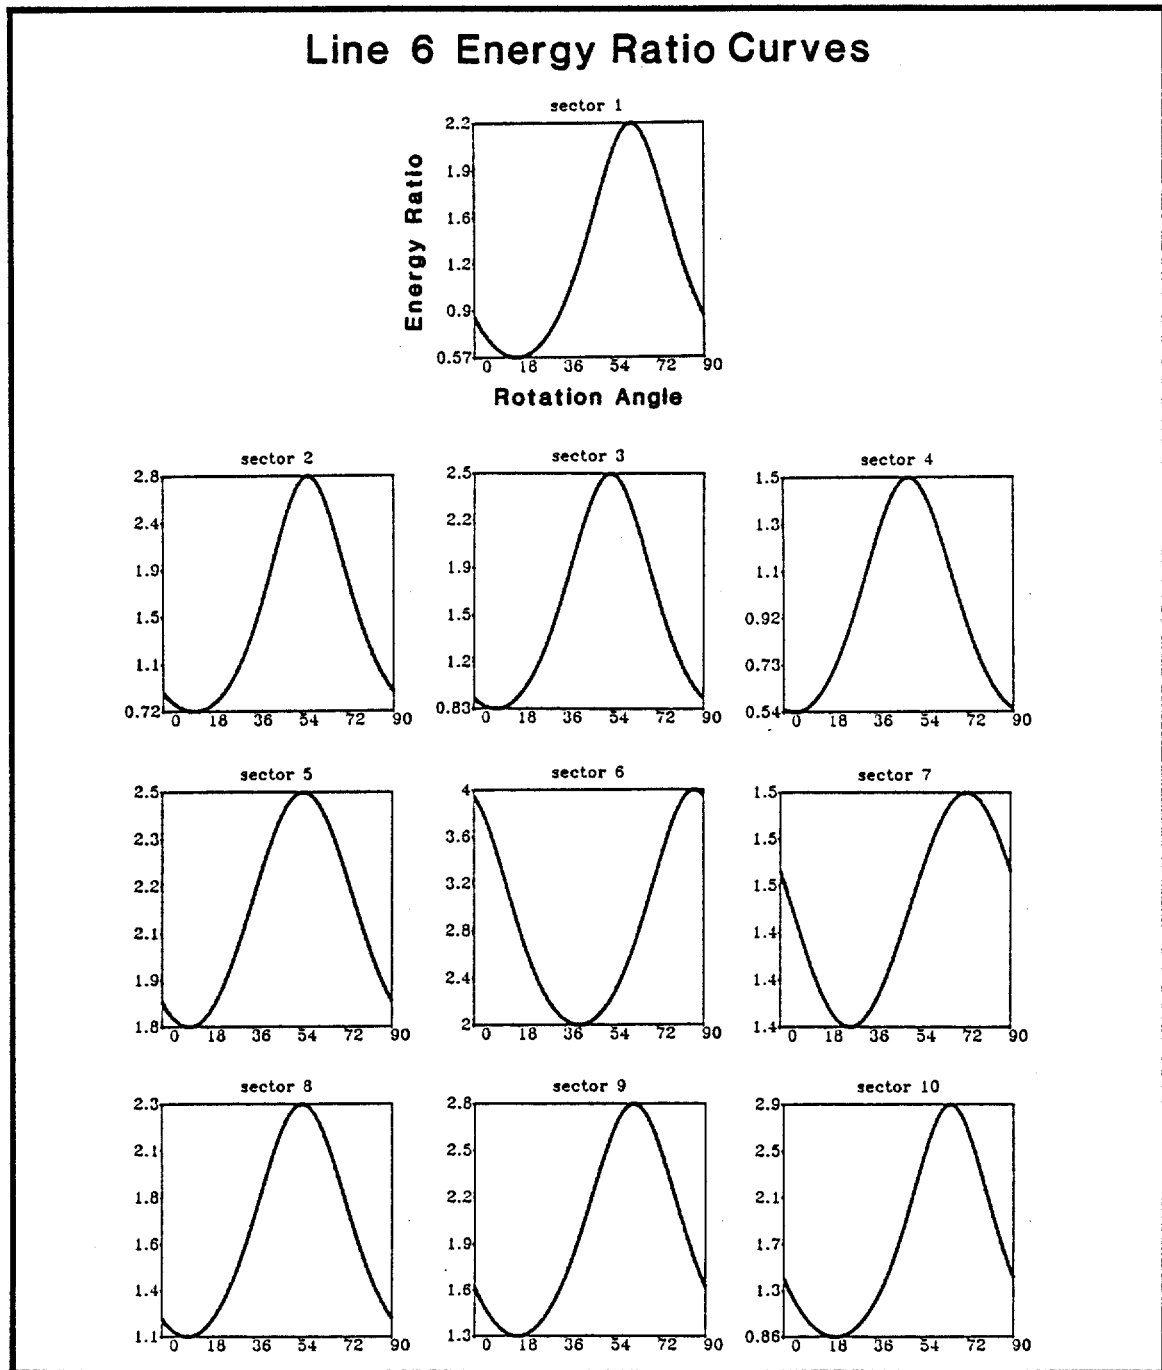 Line 6 Energy Ratio Curves
sector 1
Energy Ratio
2.2
1.9
1.6
1.2
0.9
0.57
0 18 36 54 72 90
Rotation Angle
sector 2
2.8
2.4
1.9
1.5
1.1
0.72
0 18 36 54 72 90
sector 3
2.5
2.2
1.9
1.5
1.2
0.83
0 18 36 54 72 90
sector 4
1.5
1.3
1.1
0.92
0.73
0.54
0 18 36 54 72 90
sector 5
2.5
2.3
2.2
2.1
1.9
1.8
0 18 36 54 72 90
sector 6
4
3.6
3.2
2.8
2.4
2
0 18 36 54 72 90
sector 7
1.5
1.5
1.5
1.4
1.4
1.4
0 18 36 54 72 90
sector 8
2.3
2.1
1.8
1.6
1.4
1.1
0 18 36 54 72 90
sector 9
2.8
2.5
2.2
1.9
1.6
1.3
0 18 36 54 72 90
sector 10
2.9
2.5
2.1
1.7
1.3
0.86
0 18 36 54 72 90